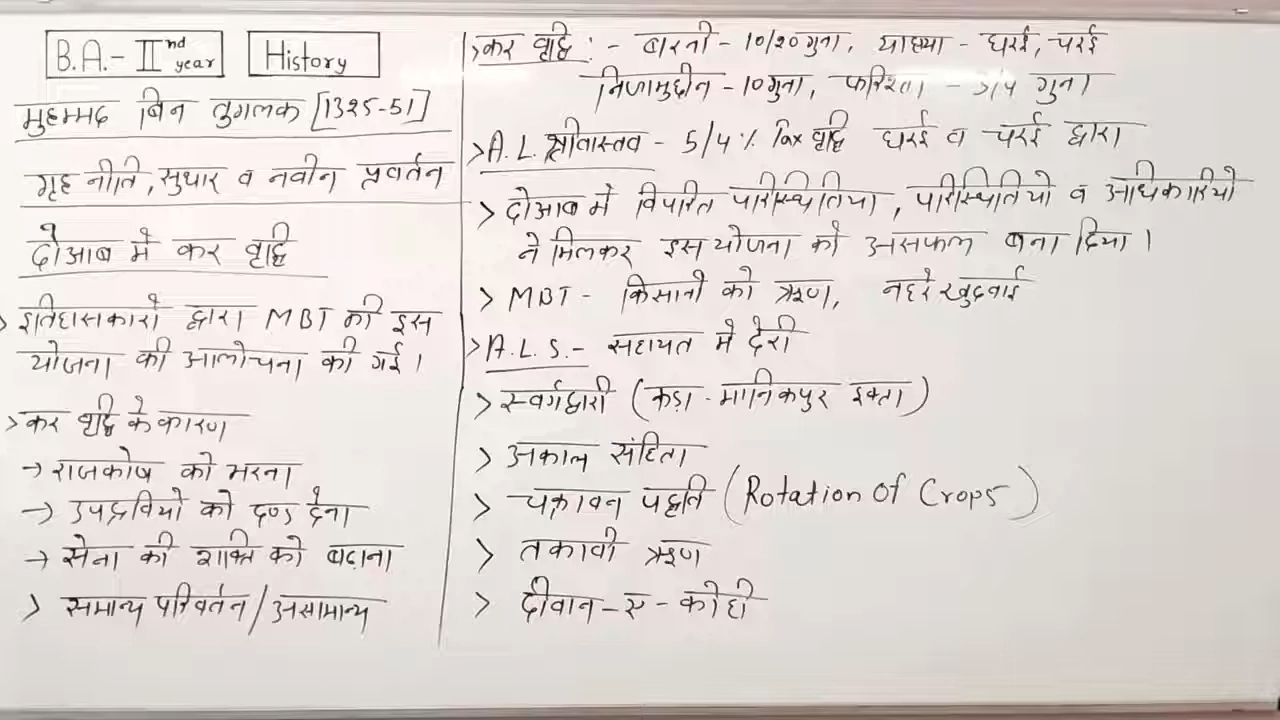 B.A.- IInd year
History
मुहम्मद बिन तुगलक [1325-51]
गृह नीति, सुधार व नवीन प्रवर्तन
दोआब में कर वृद्धि
> इतिहासकारो द्वारा MBT की इस
योजना की आलोचना की गई।
> कर वृद्धि के कारण
→ राजकोष को भरना
→ उपद्रवियों को दण्ड देना
→ सेना की शक्ति को बढ़ाना
> समान्य परिवर्तन / असामान्य
> कर वृद्धि :- बारनी - 10/20 गुना, याहया - घरई, चरई
निजामुद्दीन - 10 गुना, फरिश्ता - 3/4 गुना
> A. L. श्रीवास्तव - 5/4 % Tax वृद्धि घरई व चरई द्वारा
> दोआब में विपरित परिस्थितिया, परिस्थितियो व अधिकारियो
ने मिलकर इस योजना को असफल बना दिया।
> MBT - किसानो को ऋण, नहरे खुदवाई
> A. L. S. - सहायत में देरी
> स्वर्गद्वारी (कड़ा - मानिकपुर इक्ता)
> अकाल संहिता
> चक्रावन पद्धति (Rotation Of Crops)
> तकावी ऋण
> दीवान - ए - कोही